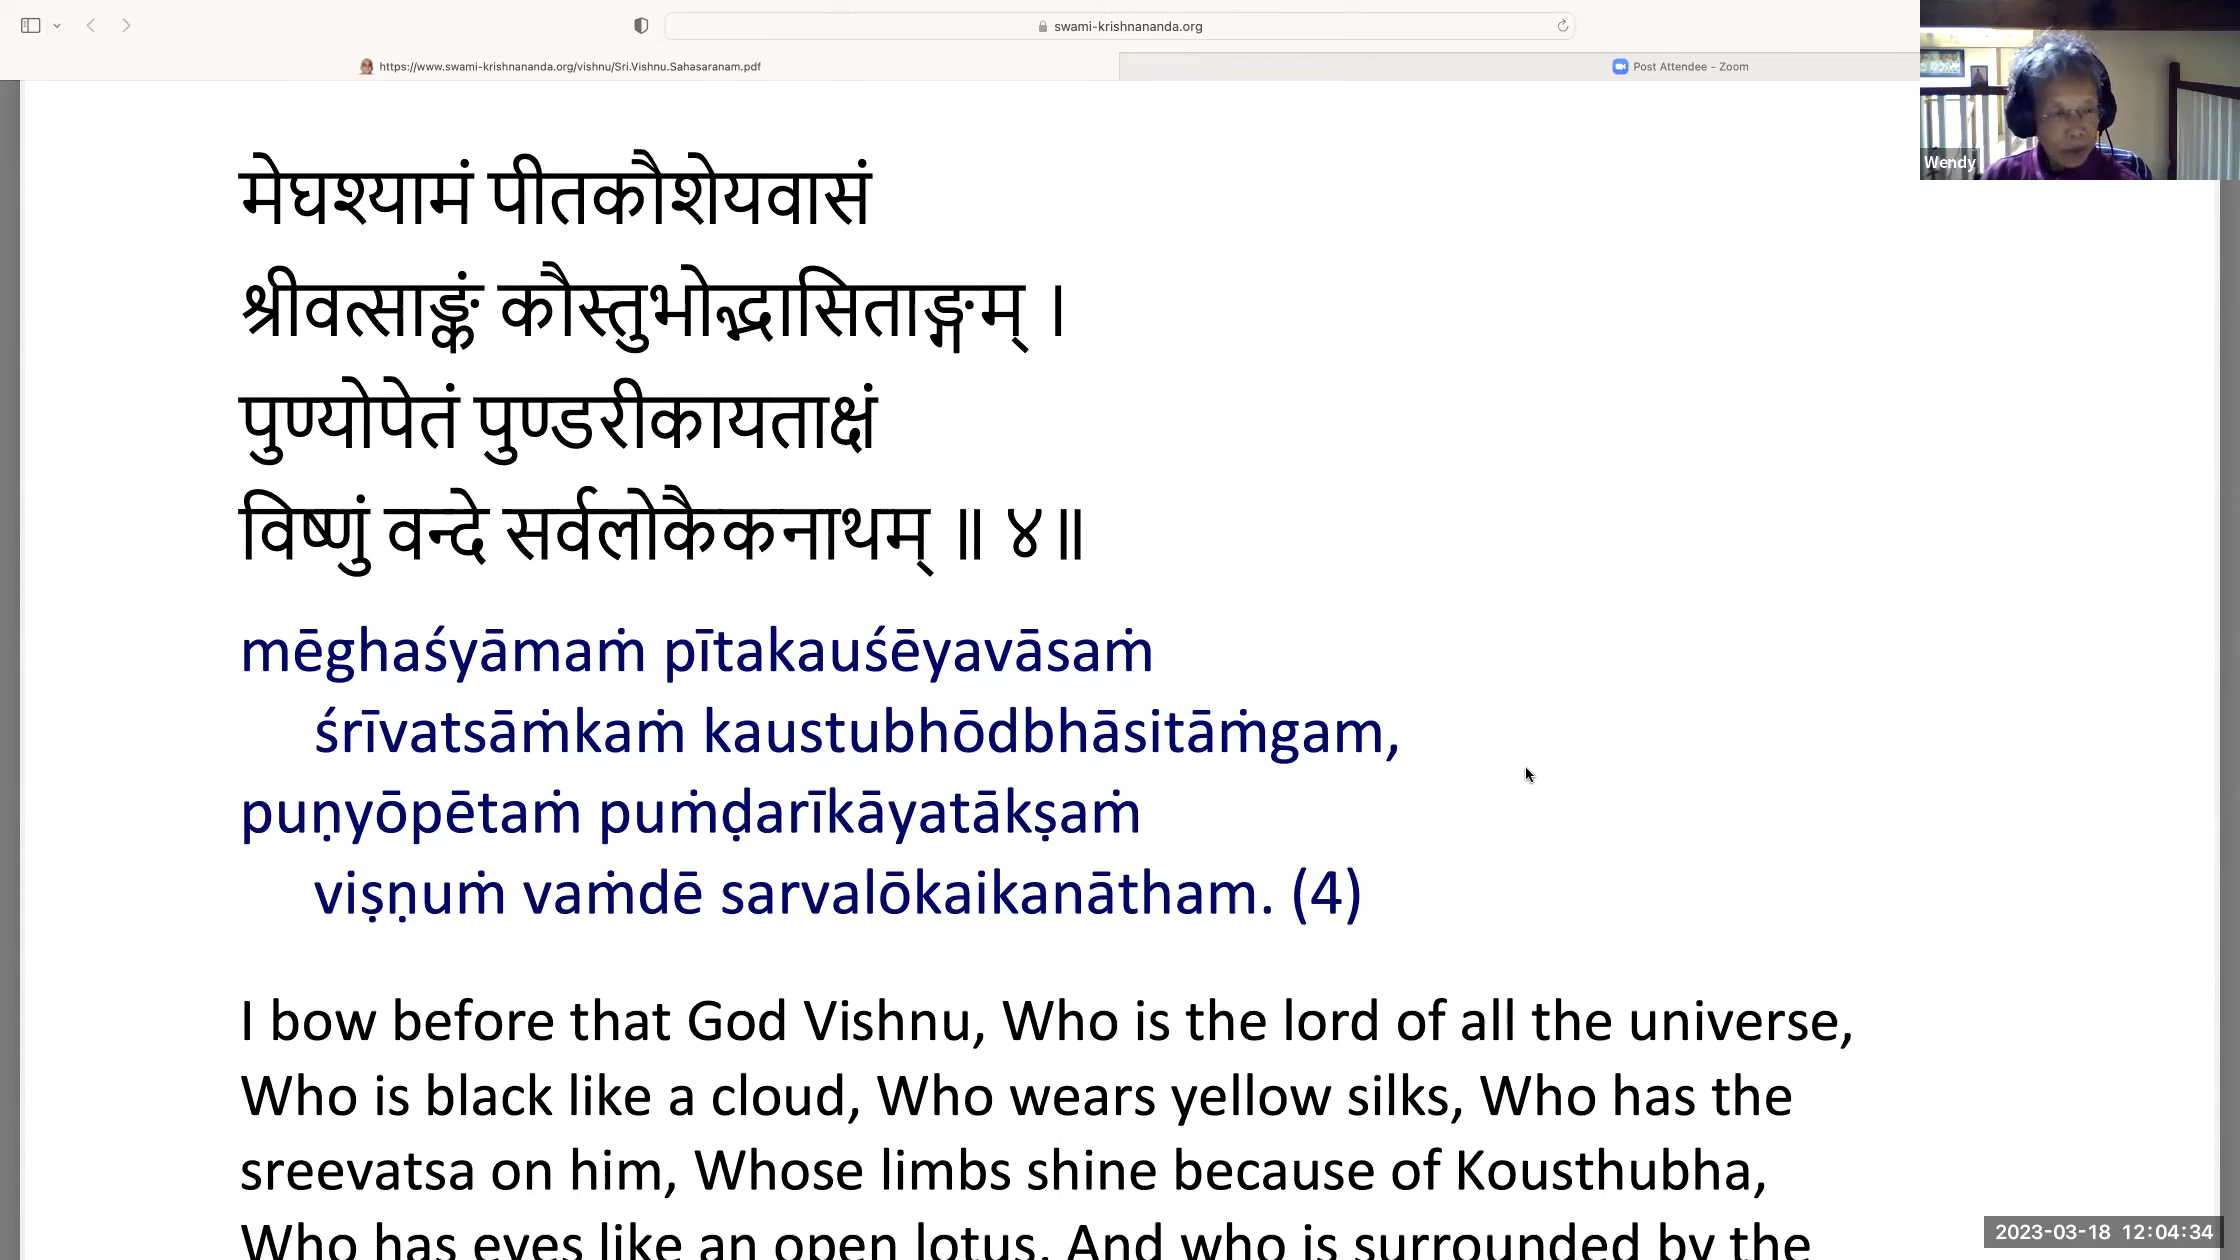 swami-krishnananda.org
https://www.swami-krishnananda.org/vishnu/Sri.Vishnu.Sahasaranam.pdf
Post Attendee - Zoom
Wendy
मेघश्यामं पीतकौशेयवासं
श्रीवत्साङ्कं कौस्तुभोद्भासिताङ्गम् ।
पुण्योपेतं पुण्डरीकायताक्षं
विष्णुं वन्दे सर्वलोकैकनाथम् ॥ ४॥
mēghaśyāmaṁ pītakauśēyavāsaṁ
śrīvatsāṁkaṁ kaustubhōdbhāsitāṁgam,
puṇyōpētaṁ puṁḍarīkāyatākṣaṁ
viṣṇuṁ vaṁdē sarvalōkaikanātham. (4)
I bow before that God Vishnu, Who is the lord of all the universe,
Who is black like a cloud, Who wears yellow silks, Who has the
sreevatsa on him, Whose limbs shine because of Kousthubha,
Who has eyes like an open lotus, And who is surrounded by the
2023-03-18 12:04:34